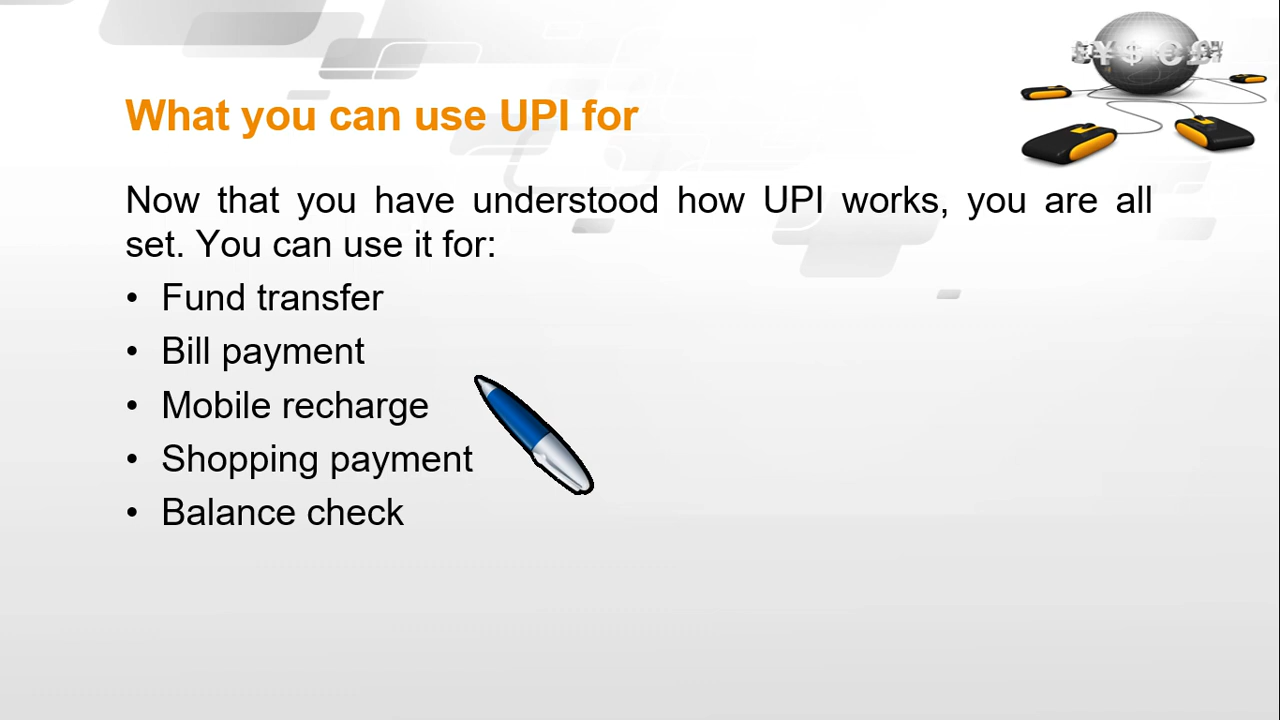 What you can use UPI for
Now that you have understood how UPI works, you are all
set. You can use it for:
• Fund transfer
• Bill payment
• Mobile recharge
• Shopping payment
• Balance check